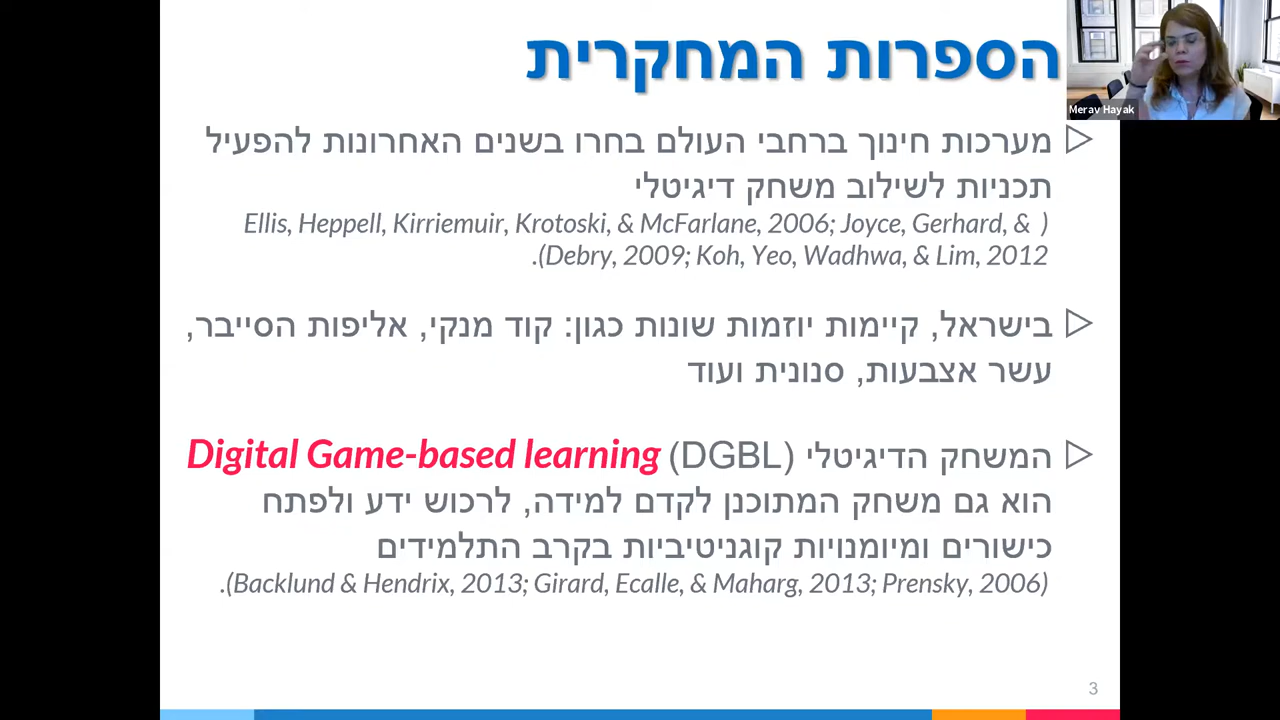 הספרות המחקרית
Merav Hayak
מערכות חינוך ברחבי העולם בחרו בשנים האחרונות להפעיל
תכניות לשילוב משחק דיגיטלי
Ellis, Heppell, Kirriemuir, Krotoski, & McFarlane, 2006; Joyce, Gerhard, & )
.(Debry, 2009; Koh, Yeo, Wadhwa, & Lim, 2012
בישראל, קיימות יוזמות שונות כגון: קוד מנקי, אליפות הסייבר,
עשר אצבעות, סנונית ועוד
המשחק הדיגיטלי (DGBL) Digital Game-based learning
הוא גם משחק המתוכנן לקדם למידה, לרכוש ידע ולפתח
כישורים ומיומנויות קוגניטיביות בקרב התלמידים
.(Backlund & Hendrix, 2013; Girard, Ecalle, & Maharg, 2013; Prensky, 2006)
3